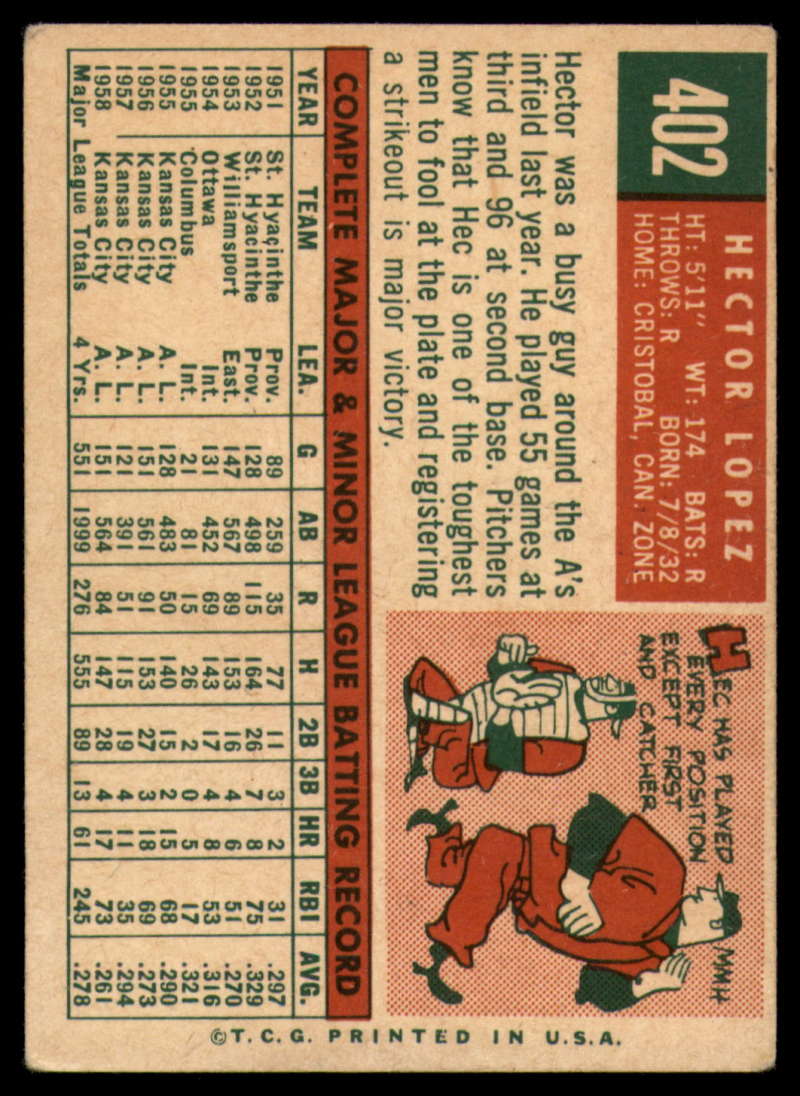 402
HECTOR LOPEZ
HT: 5'11" WT: 174 BATS: R
THROWS: R BORN: 7/8/32
HOME: CRISTOBAL, CAN. ZONE
Hector was a busy guy around the A's
infield last year. He played 55 games at
third and 96 at second base. Pitchers
know that Hec is one of the toughest
men to fool at the plate and registering
a strikeout is major victory.
HEC HAS PLAYED
EVERY POSITION
EXCEPT FIRST
AND CATCHER
MMH
COMPLETE MAJOR & MINOR LEAGUE BATTING RECORD
YEAR TEAM LEA. G AB R H 2B 3B HR RBI AVG.
1951 St. Hyacinthe Prov. 89 259 35 77 11 3 2 31 .297
1952 St. Hyacinthe Prov. 128 498 115 164 26 7 8 75 .329
1953 Williamsport East. 147 567 89 153 16 4 6 51 .270
1954 Ottawa Int. 131 452 69 143 17 4 8 53 .316
1955 Columbus Int. 21 81 15 26 2 0 5 17 .321
1955 Kansas City A. L. 128 483 50 140 15 2 15 68 .290
1956 Kansas City A. L. 151 561 91 153 27 3 18 69 .273
1957 Kansas City A. L. 121 391 51 115 19 4 11 35 .294
1958 Kansas City A. L. 151 564 84 147 28 4 17 73 .261
Major League Totals 4 Yrs. 551 1999 276 555 89 13 61 245 .278
©T.C.G. PRINTED IN U.S.A.